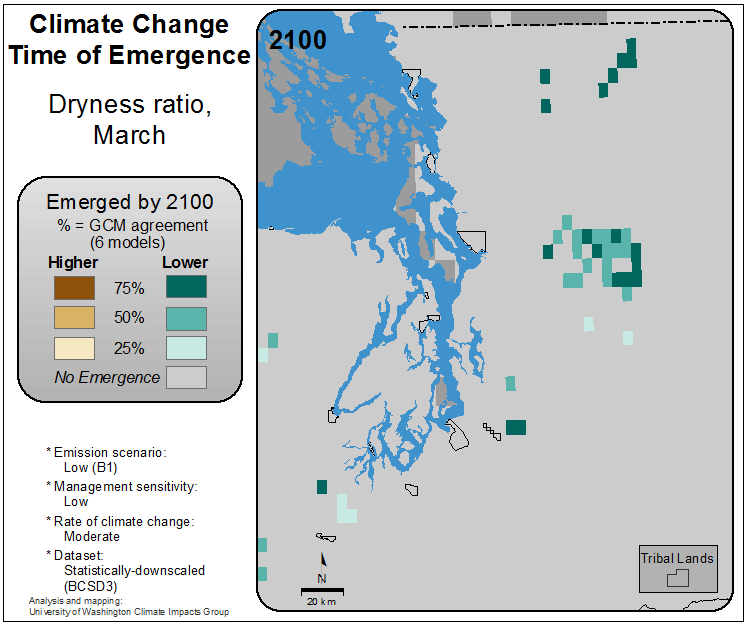 Climate Change
Time of Emergence
Dryness ratio,
March
Emerged by 2100
% = GCM agreement
(6 models)
Higher Lower
75%
50%
25%
No Emergence
* Emission scenario:
Low (B1)
* Management sensitivity:
Low
* Rate of climate change:
Moderate
* Dataset:
Statistically-downscaled
(BCSD3)
Analysis and mapping:
University of Washington Climate Impacts Group
2100
N
20 km
Tribal Lands